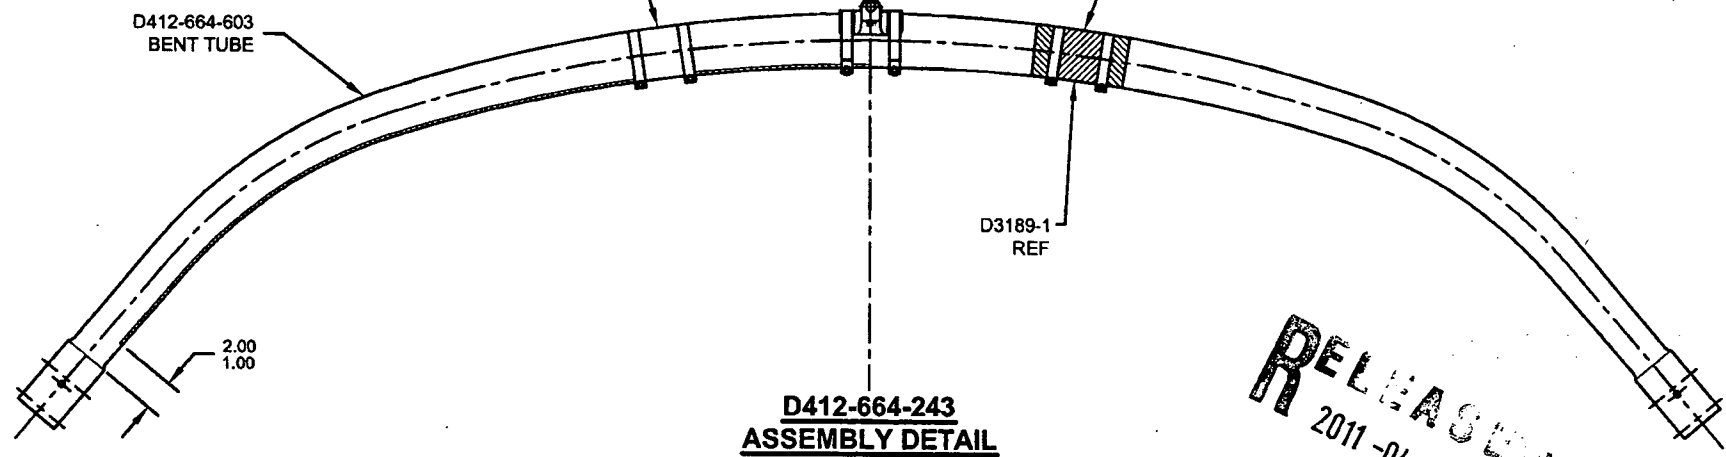 D412-664-603
BENT TUBE
D3189-1
REF
2.00
1.00
D412-664-243
ASSEMBLY DETAIL
RELEASED
2011